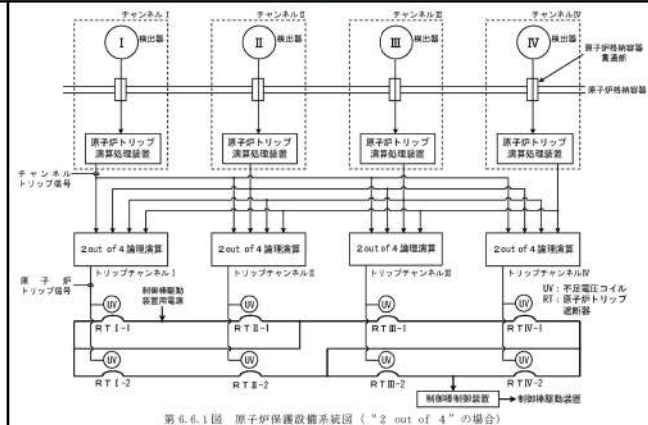 チャンネルⅠ
チャンネルⅡ
チャンネルⅢ
チャンネルⅣ
Ⅰ 検出器
Ⅱ 検出器
Ⅲ 検出器
Ⅳ 検出器
原子炉格納容器
貫通部
原子炉格納容器
原子炉トリップ
演算処理装置
原子炉トリップ
演算処理装置
原子炉トリップ
演算処理装置
原子炉トリップ
演算処理装置
チャンネル
トリップ信号
2out of 4論理演算
2out of 4論理演算
2out of 4論理演算
2out of 4論理演算
トリップチャンネルⅠ
トリップチャンネルⅡ
トリップチャンネルⅢ
トリップチャンネルⅣ
原子炉
トリップ信号
制御棒駆動
装置用電源
UV:不足電圧コイル
RT:原子炉トリップ
遮断器
UV
UV
UV
UV
RTⅠ-1
RTⅡ-1
RTⅢ-1
RTⅣ-1
UV
UV
UV
UV
RTⅠ-2
RTⅡ-2
RTⅢ-2
RTⅣ-2
制御棒制御装置
制御棒駆動装置
第6.6.1図 原子炉保護設備系統図(“2 out of 4”の場合)